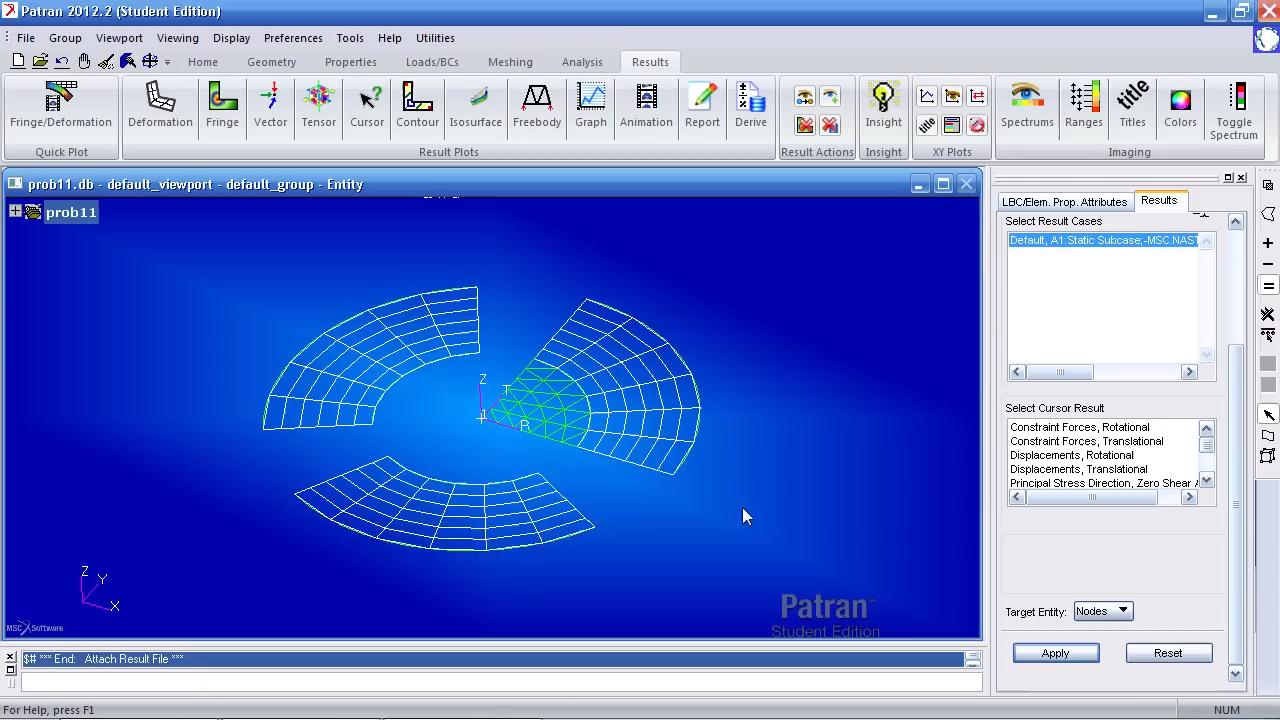 Patran 2012.2 (Student Edition)
File Group Viewport Viewing Display Preferences Tools Help Utilities
Home Geometry Properties Loads/BCs Meshing Analysis Results
Fringe/Deformation Deformation Fringe Vector Tensor Cursor Contour Isosurface Freebody Graph Animation Report Derive Insight Spectrums Ranges Titles Colors Toggle Spectrum
Quick Plot Result Plots Result Actions Insight XY Plots Imaging
prob11.db - default_viewport - default_group - Entity
prob11
Z
T
1
R
Z
Y
X
MSC Software
Patran™
Student Edition
LBC/Elem. Prop. Attributes Results
Select Result Cases
Default, A1:Static Subcase;-MSC.NAST
Select Cursor Result
Constraint Forces, Rotational
Constraint Forces, Translational
Displacements, Rotational
Displacements, Translational
Principal Stress Direction, Zero Shear A
Target Entity: Nodes
Apply Reset
$# *** End: Attach Result File ***
For Help, press F1 NUM